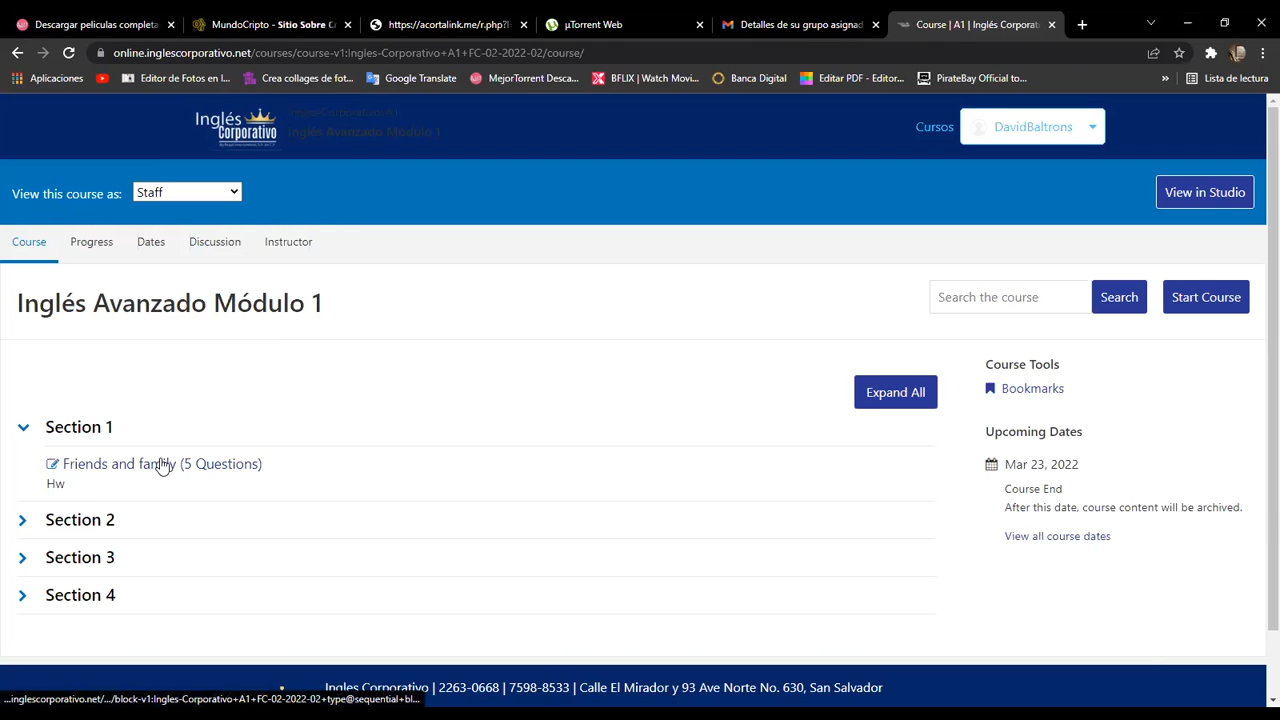 Descargar películas completa
MundoCripto - Sitio Sobre C
https://acortalink.me/r.php?l=
µTorrent Web
Detalles de su grupo asignad
Course | A1 | Inglés Corporat
online.inglescorporativo.net/courses/course-v1:Ingles-Corporativo+A1+FC-02-2022-02/course/
Aplicaciones
Editor de Fotos en l...
Crea collages de fot...
Google Translate
MejorTorrent Desca...
BFLIX | Watch Movi...
Banca Digital
Editar PDF - Editor...
PirateBay Official to...
Lista de lectura
Inglés
Corporativo
Inglés Avanzado Módulo 1
Cursos
DavidBaltrons
View this course as:
Staff
View in Studio
Course
Progress
Dates
Discussion
Instructor
Inglés Avanzado Módulo 1
Search the course
Search
Start Course
Expand All
Section 1
Friends and family (5 Questions)
Hw
Section 2
Section 3
Section 4
Course Tools
Bookmarks
Upcoming Dates
Mar 23, 2022
Course End
After this date, course content will be archived.
View all course dates
Ingles Corporativo | 2263-0668 | 7598-8533 | Calle El Mirador y 93 Ave Norte No. 630, San Salvador
...inglescorporativo.net/.../block-v1:Ingles-Corporativo+A1+FC-02-2022-02+type@sequential+bl...